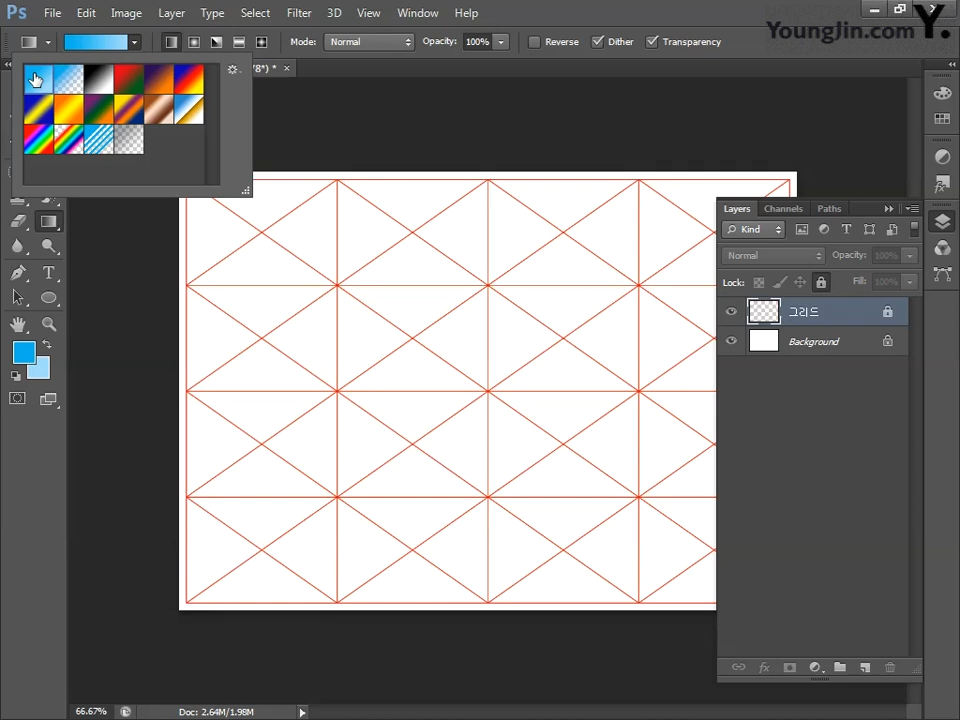 Ps File Edit Image Layer Type Select Filter 3D View Window Help
YoungJin.com Y.
Mode: Normal Opacity: 100% Reverse Dither Transparency
/8*) * ×
Layers Channels Paths
Kind
Normal Opacity: 100%
Lock: Fill: 100%
그리드
Background
66.67% Doc: 2.64M/1.98M